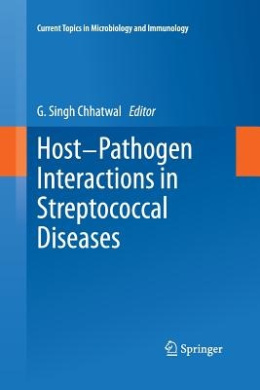 Current Topics in Microbiology and Immunology
G. Singh Chhatwal Editor
Host–Pathogen
Interactions in
Streptococcal
Diseases
Springer